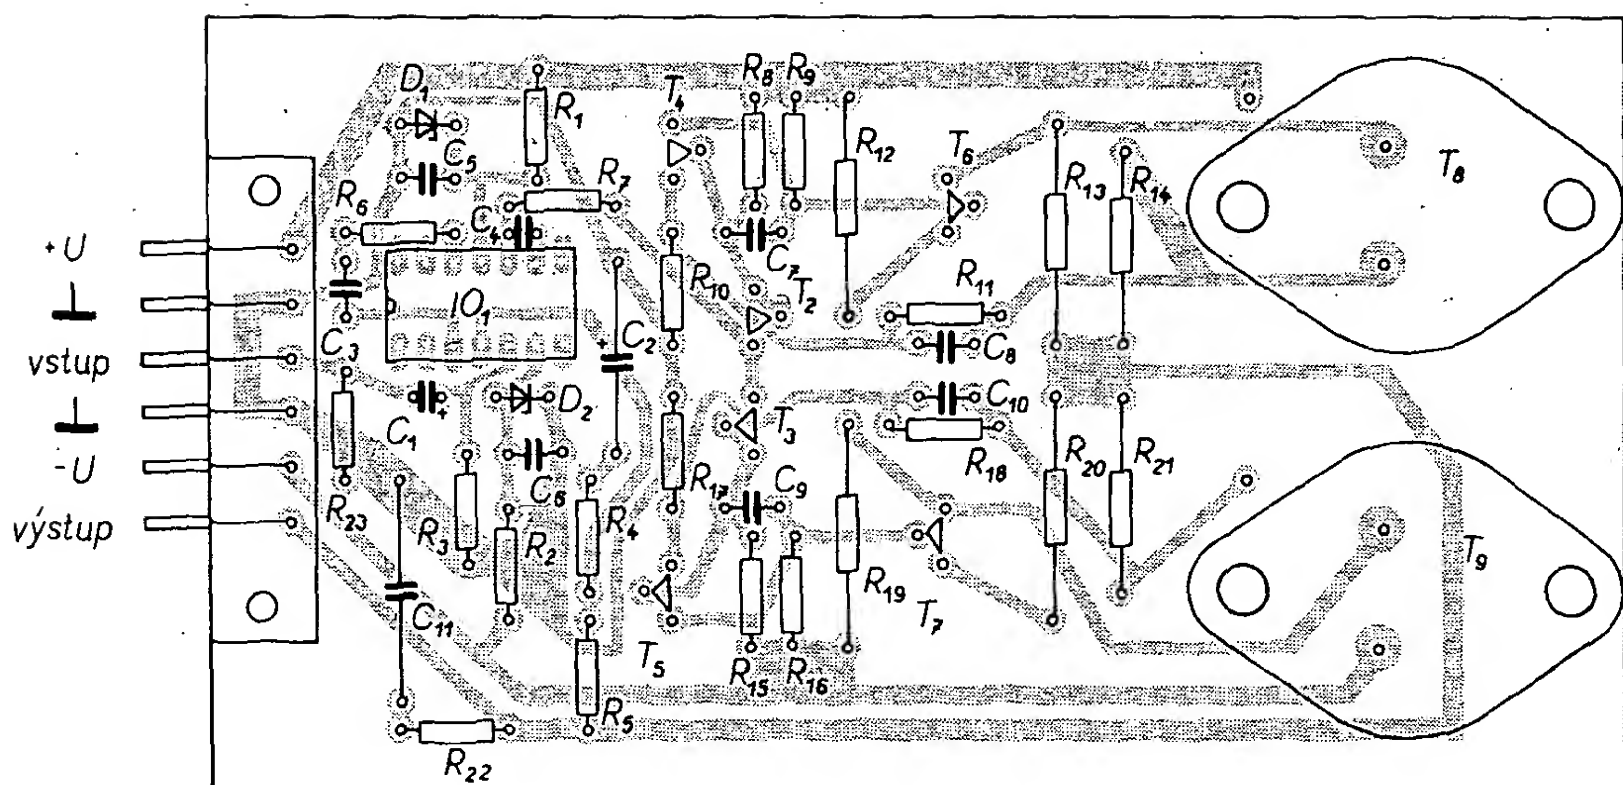 D₁
R₁
T₄
R₈
R₉
C₅
R₁₂
T₆
T₈
R₆
R₇
R₁₃
R₁₄
C₄
+U
C₇
R₁₀
T₂
R₁₁
IO₁
C₃
C₂
C₈
vstup
D₂
C₁₀
C₁
T₃
-U
C₆
R₁₇
C₉
R₁₈
R₂₀
R₂₁
R₂₃
výstup
R₃
R₂
R₄
R₁₉
T₇
T₉
C₁₁
T₅
R₁₅
R₁₆
R₅
R₂₂